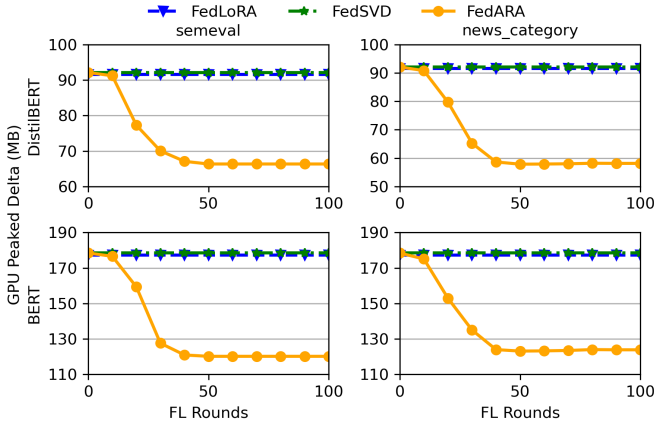 FedLoRA FedSVD FedARA
semeval news_category
GPU Peaked Delta (MB)
DistilBERT
100
90
80
70
60
0 50 100
100
90
80
70
60
50
0 50 100
BERT
190
170
150
130
110
0 50 100
FL Rounds
190
170
150
130
110
0 50 100
FL Rounds